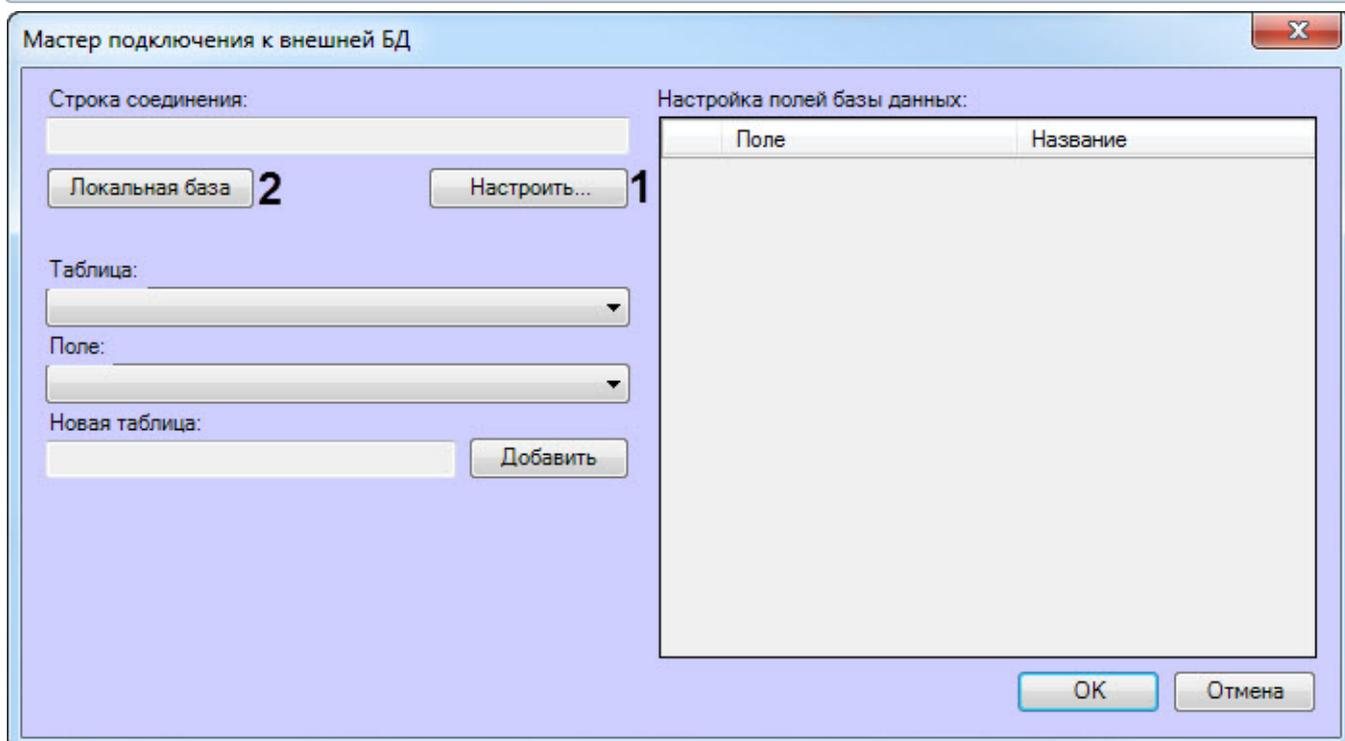 Мастер подключения к внешней БД
Строка соединения:
Локальная база 2 Настроить... 1
Таблица:
Поле:
Новая таблица:
Добавить
Настройка полей базы данных:
Поле Название
OK Отмена